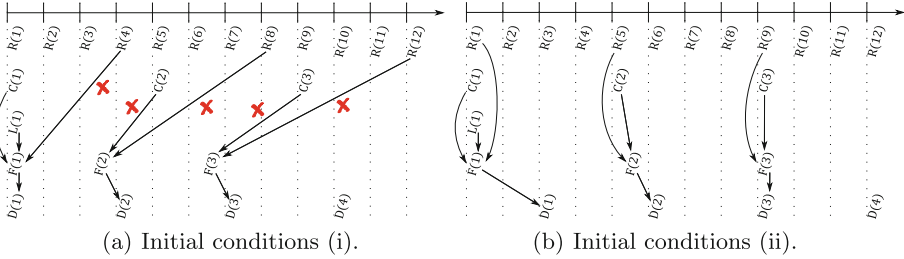 R(1) R(2) R(3) R(4) R(5) R(6) R(7) R(8) R(9) R(10) R(11) R(12)
C(1) C(2) C(3)
L(1)
F(1) F(2) F(3)
D(1) D(2) D(3) D(4)
(a) Initial conditions (i).
R(1) R(2) R(3) R(4) R(5) R(6) R(7) R(8) R(9) R(10) R(11) R(12)
C(1) C(2) C(3)
L(1)
F(1) F(2) F(3)
D(1) D(2) D(3) D(4)
(b) Initial conditions (ii).